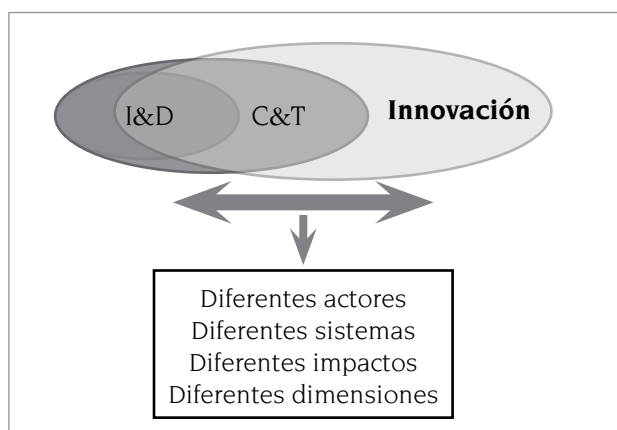 I&D C&T Innovación
Diferentes actores
Diferentes sistemas
Diferentes impactos
Diferentes dimensiones